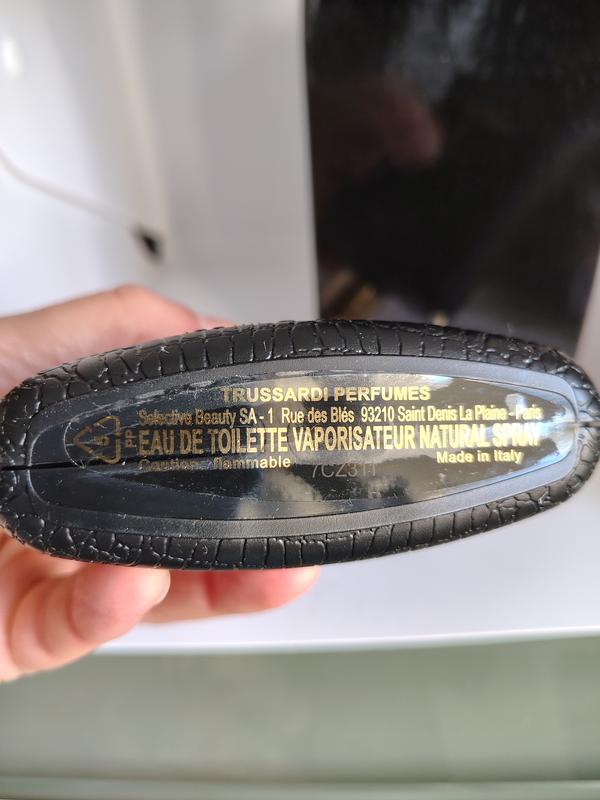 TRUSSARDI PERFUMES
Selective Beauty SA - 1 Rue des Blés 93210 Saint Denis La Plaine - Paris
PP
EAU DE TOILETTE VAPORISATEUR NATURAL SPRAY
Caution flammable
Made in Italy